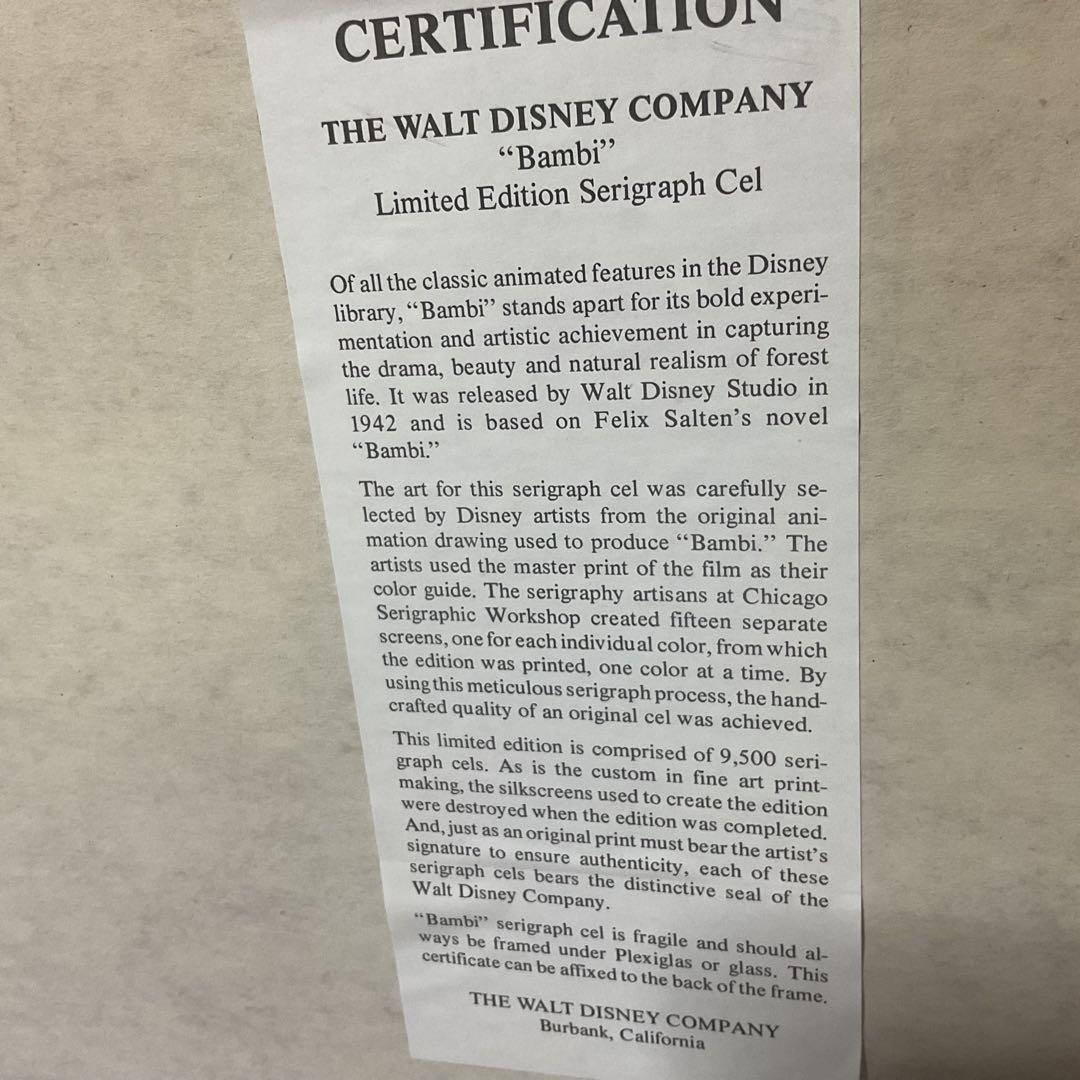 CERTIFICATION
THE WALT DISNEY COMPANY
“Bambi”
Limited Edition Serigraph Cel
Of all the classic animated features in the Disney
library, “Bambi” stands apart for its bold experi-
mentation and artistic achievement in capturing
the drama, beauty and natural realism of forest
life. It was released by Walt Disney Studio in
1942 and is based on Felix Salten’s novel
“Bambi.”
The art for this serigraph cel was carefully se-
lected by Disney artists from the original ani-
mation drawing used to produce “Bambi.” The
artists used the master print of the film as their
color guide. The serigraphy artisans at Chicago
Serigraphic Workshop created fifteen separate
screens, one for each individual color, from which
the edition was printed, one color at a time. By
using this meticulous serigraph process, the hand-
crafted quality of an original cel was achieved.
This limited edition is comprised of 9,500 seri-
graph cels. As is the custom in fine art print-
making, the silkscreens used to create the edition
were destroyed when the edition was completed.
And, just as an original print must bear the artist’s
signature to ensure authenticity, each of these
serigraph cels bears the distinctive seal of the
Walt Disney Company.
“Bambi” serigraph cel is fragile and should al-
ways be framed under Plexiglas or glass. This
certificate can be affixed to the back of the frame.
THE WALT DISNEY COMPANY
Burbank, California